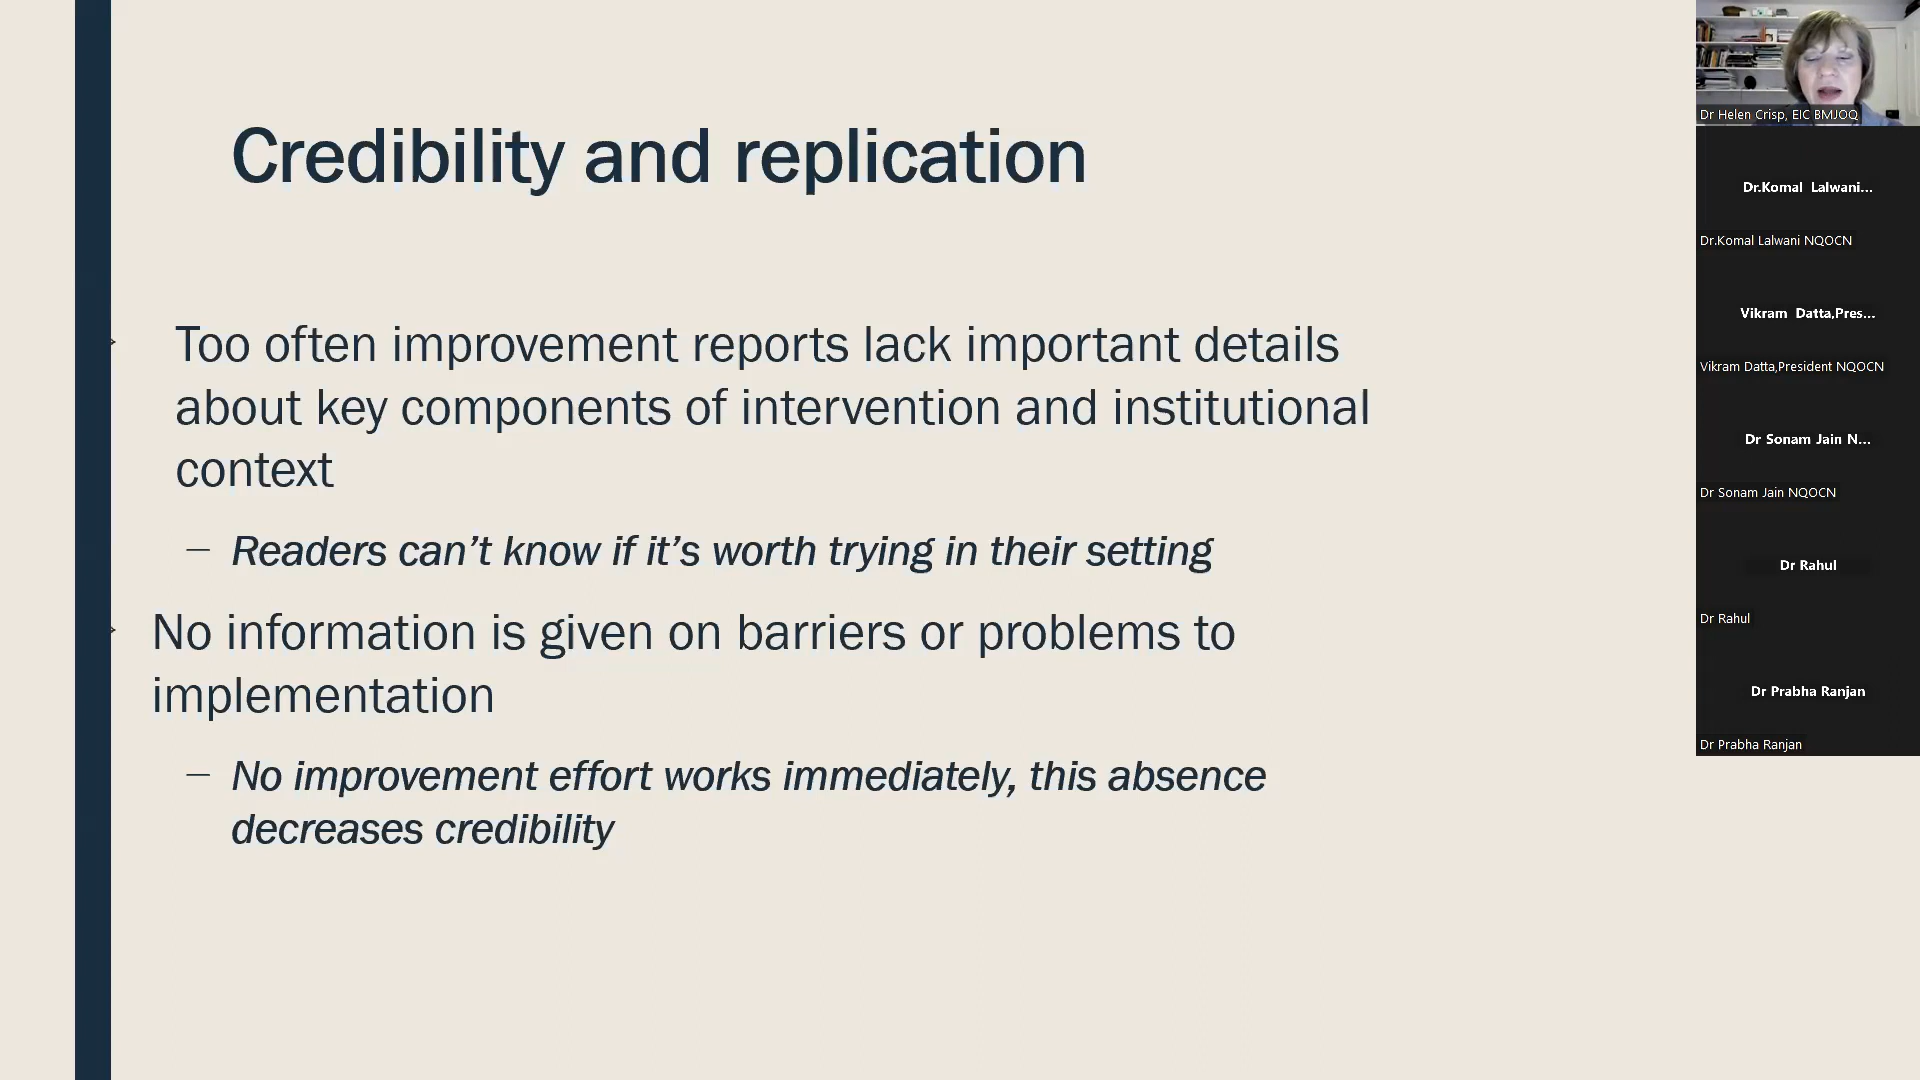 Credibility and replication
Too often improvement reports lack important details
about key components of intervention and institutional
context
– Readers can’t know if it’s worth trying in their setting
No information is given on barriers or problems to
implementation
– No improvement effort works immediately, this absence
decreases credibility
Dr Helen Crisp, EIC BMJOQ
Dr.Komal Lalwani...
Dr.Komal Lalwani NQOCN
Vikram Datta,Pres...
Vikram Datta,President NQOCN
Dr Sonam Jain N...
Dr Sonam Jain NQOCN
Dr Rahul
Dr Rahul
Dr Prabha Ranjan
Dr Prabha Ranjan